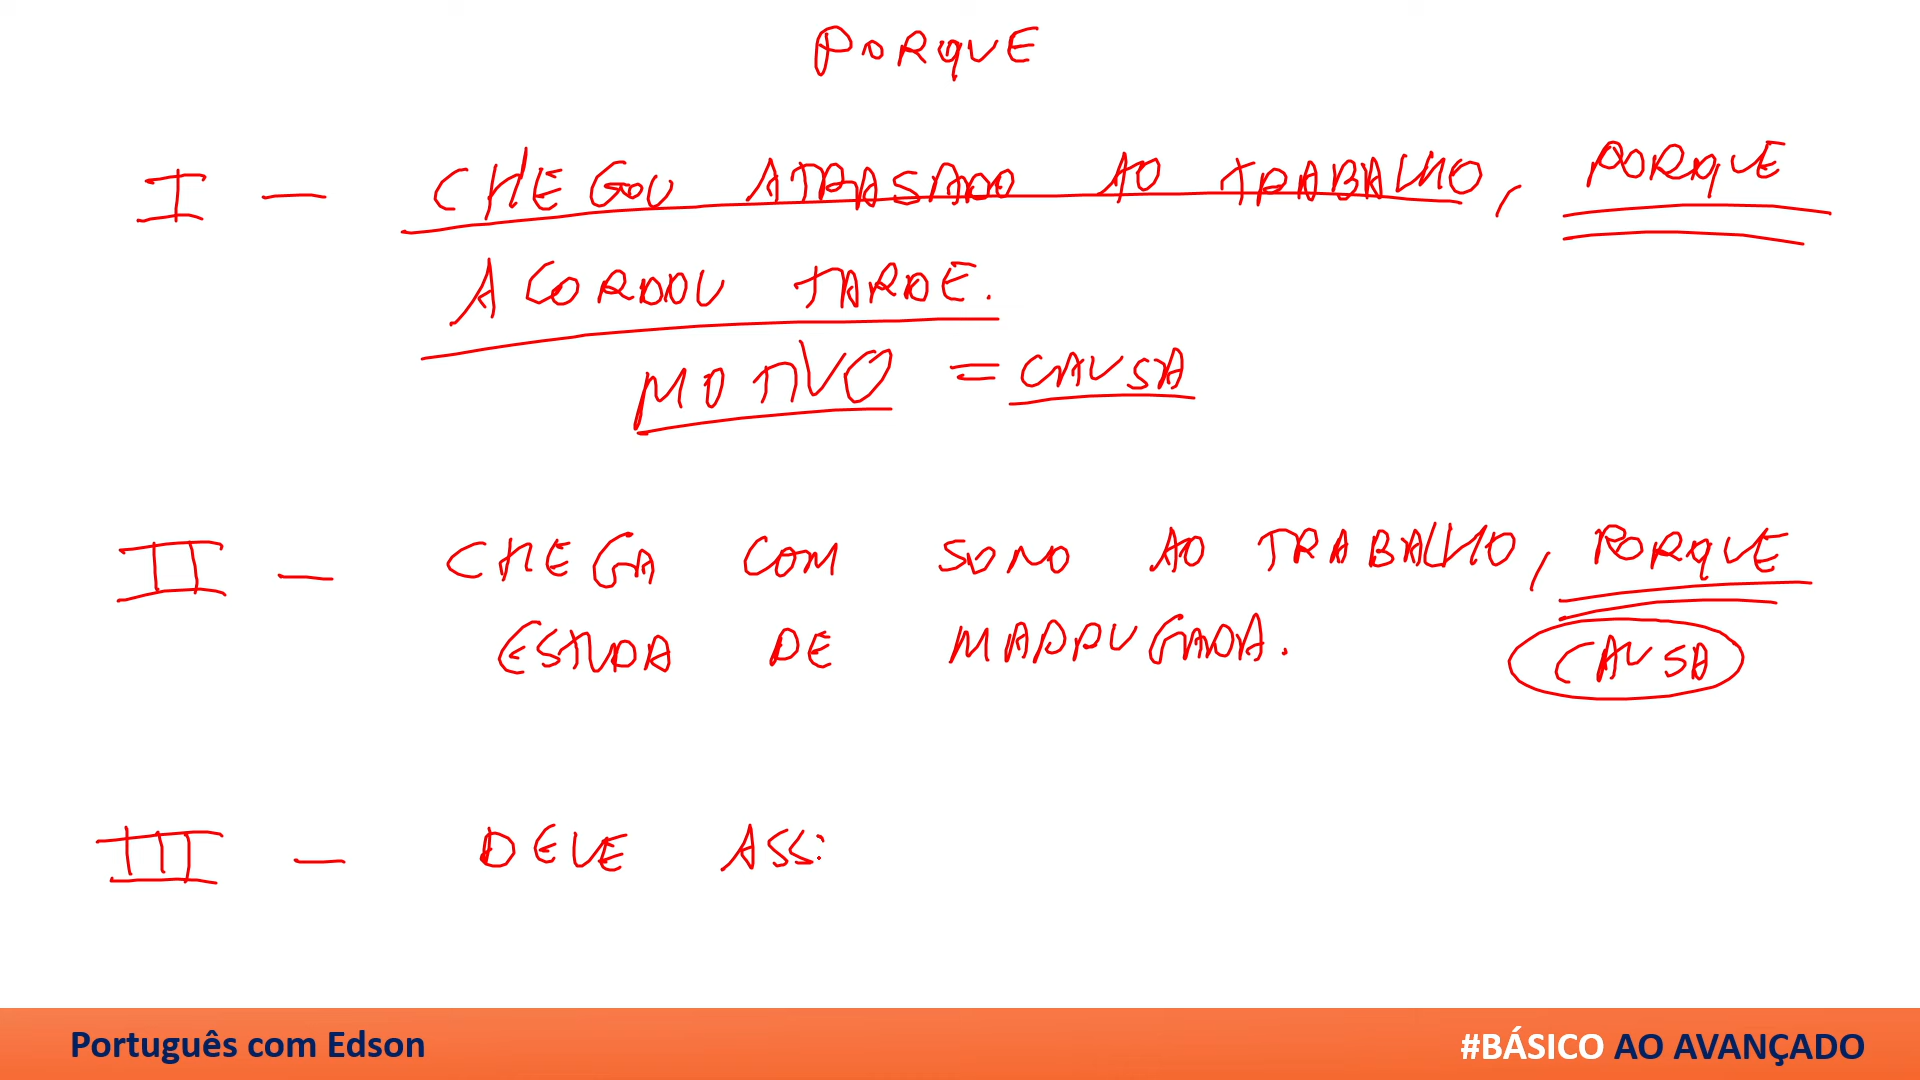 PORQUE
I — CHEGOU ATRASADO AO TRABALHO, PORQUE
ACORDOU TARDE.
MOTIVO = CAUSA
II — CHEGA COM SONO AO TRABALHO, PORQUE
ESTUDA DE MADRUGADA.
CAUSA
III — DEVE ASSI
Português com Edson
#BÁSICO AO AVANÇADO